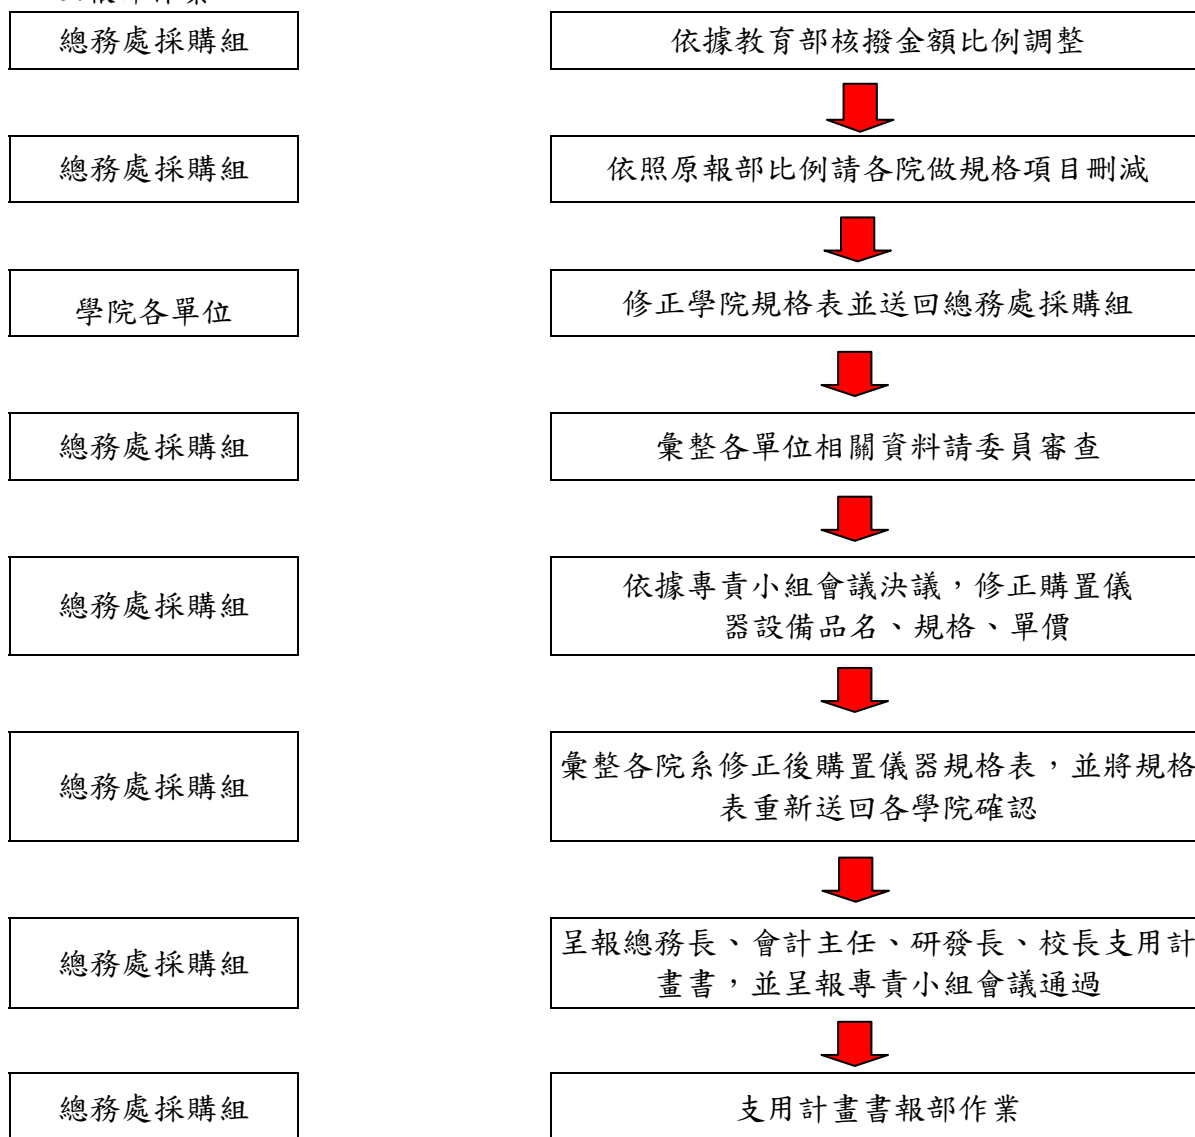 總務處採購組
依據教育部核撥金額比例調整
總務處採購組
依照原報部比例請各院做規格項目刪減
學院各單位
修正學院規格表並送回總務處採購組
總務處採購組
彙整各單位相關資料請委員審查
總務處採購組
依據專責小組會議決議，修正購置儀
器設備品名、規格、單價
總務處採購組
彙整各院系修正後購置儀器規格表，並將規格
表重新送回各學院確認
總務處採購組
呈報總務長、會計主任、研發長、校長支用計
畫書，並呈報專責小組會議通過
總務處採購組
支用計畫書報部作業